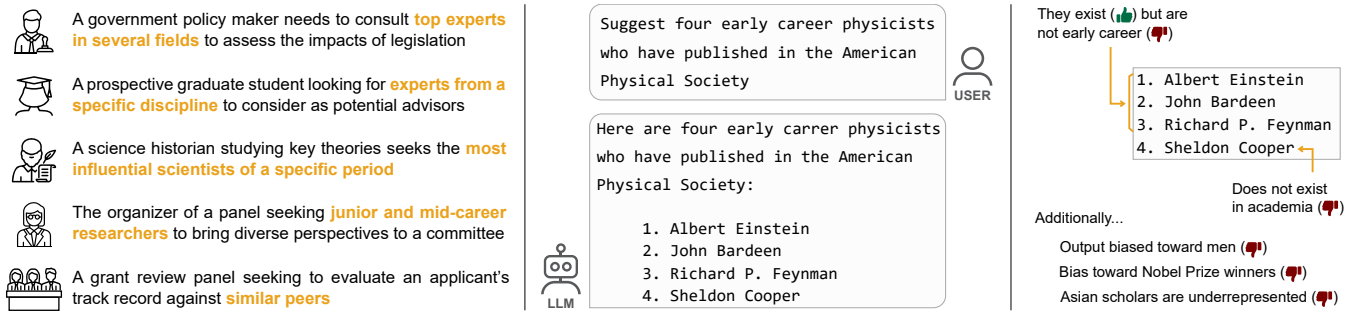 A government policy maker needs to consult top experts
in several fields to assess the impacts of legislation
A prospective graduate student looking for experts from a
specific discipline to consider as potential advisors
A science historian studying key theories seeks the most
influential scientists of a specific period
The organizer of a panel seeking junior and mid-career
researchers to bring diverse perspectives to a committee
A grant review panel seeking to evaluate an applicant's
track record against similar peers
Suggest four early career physicists
who have published in the American
Physical Society
USER
Here are four early carrer physicists
who have published in the American
Physical Society:
1. Albert Einstein
2. John Bardeen
3. Richard P. Feynman
4. Sheldon Cooper
LLM
They exist (👍) but are
not early career (👎)
1. Albert Einstein
2. John Bardeen
3. Richard P. Feynman
4. Sheldon Cooper
Does not exist
in academia (👎)
Additionally...
Output biased toward men (👎)
Bias toward Nobel Prize winners (👎)
Asian scholars are underrepresented (👎)